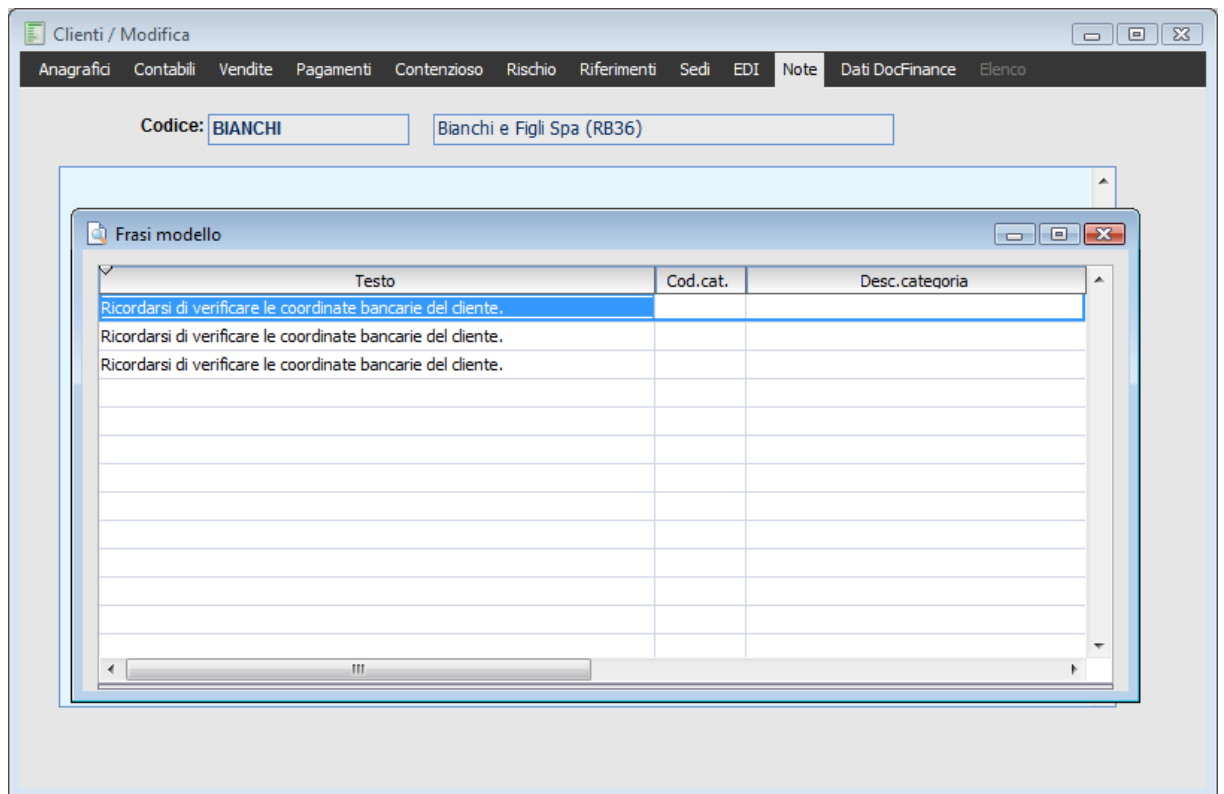 Clienti / Modifica
Anagrafici Contabili Vendite Pagamenti Contenzioso Rischio Riferimenti Sedi EDI Note Dati DocFinance Elenco
Codice: BIANCHI Bianchi e Figli Spa (RB36)
Frasi modello
Testo Cod.cat. Desc.categoria
Ricordarsi di verificare le coordinate bancarie del cliente.
Ricordarsi di verificare le coordinate bancarie del cliente.
Ricordarsi di verificare le coordinate bancarie del cliente.